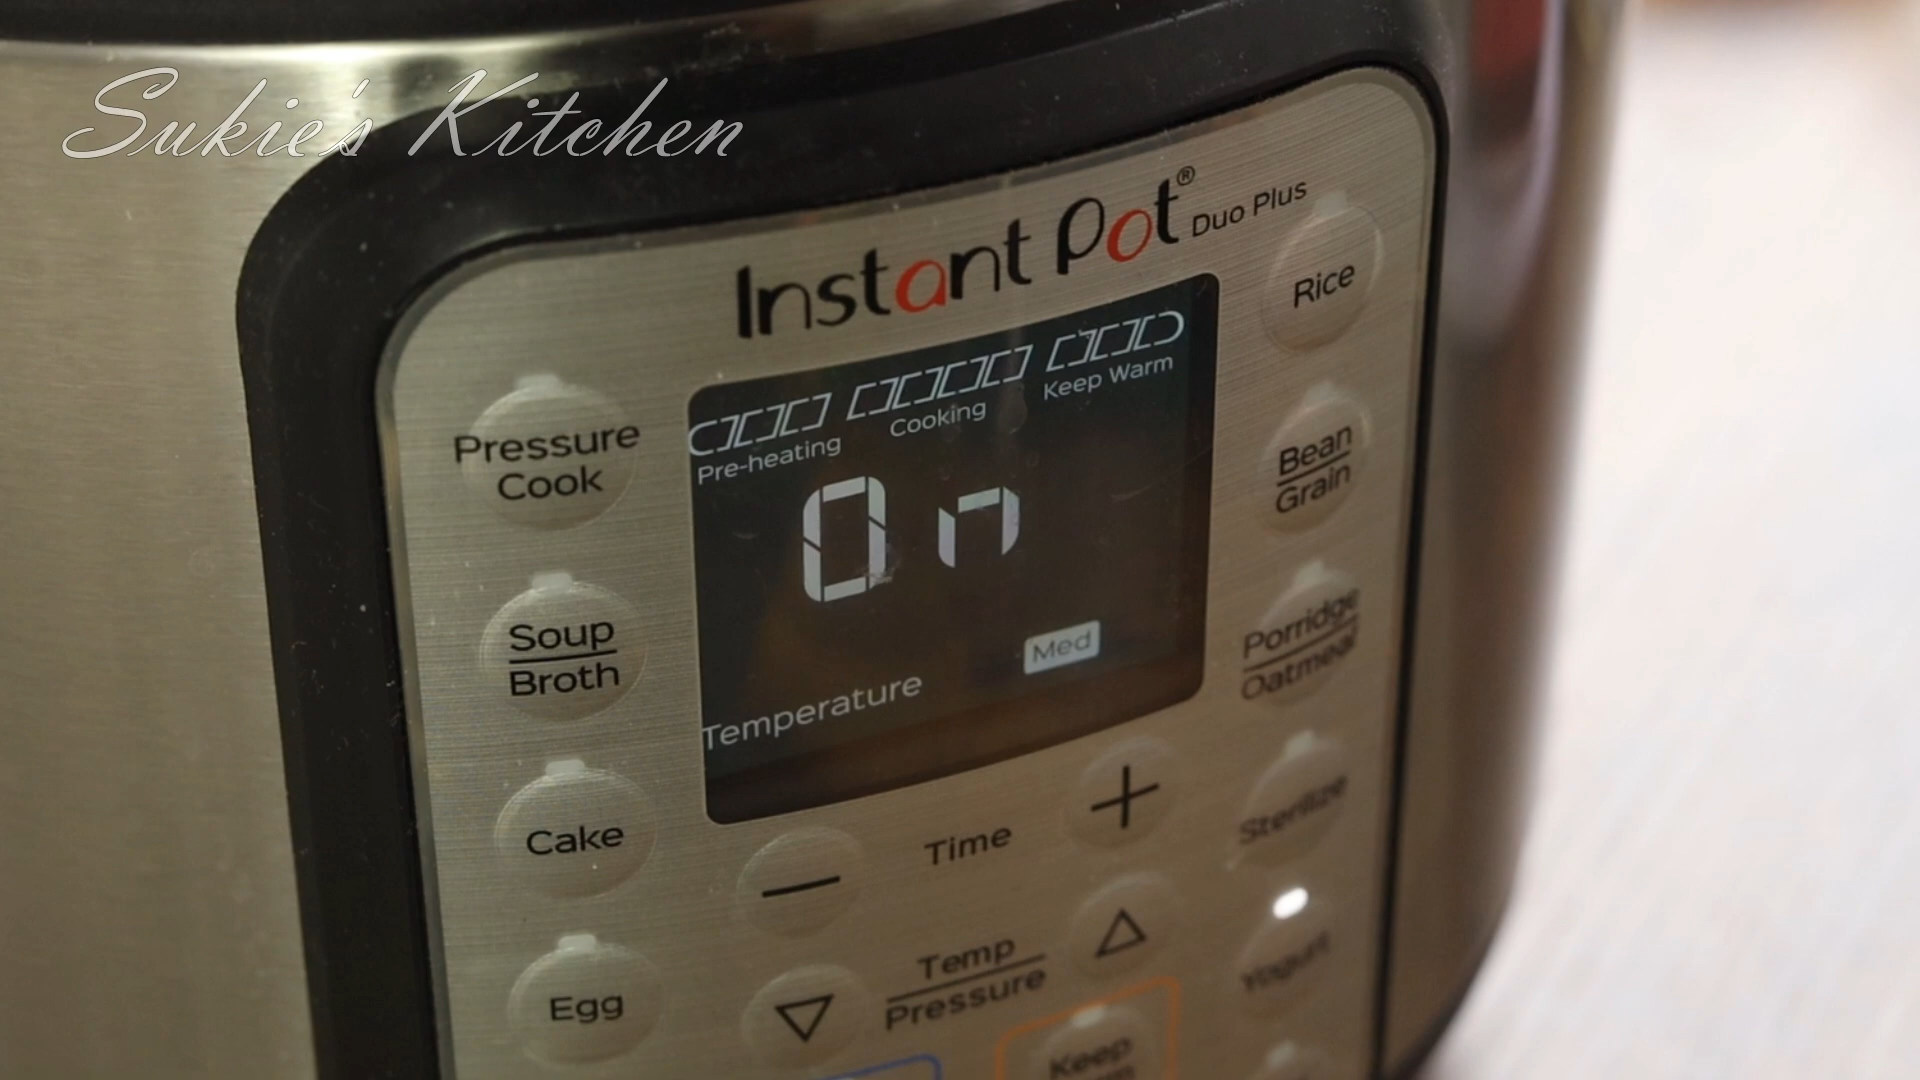 Sukie's Kitchen
Instant Pot® Duo Plus
Rice
Pre-heating
Cooking
Keep Warm
Pressure
Cook
Bean
Grain
On
Soup
Broth
Porridge
Oatmeal
Med
Temperature
Cake
Time
Sterilize
Egg
Temp
Pressure
Yogurt
Keep